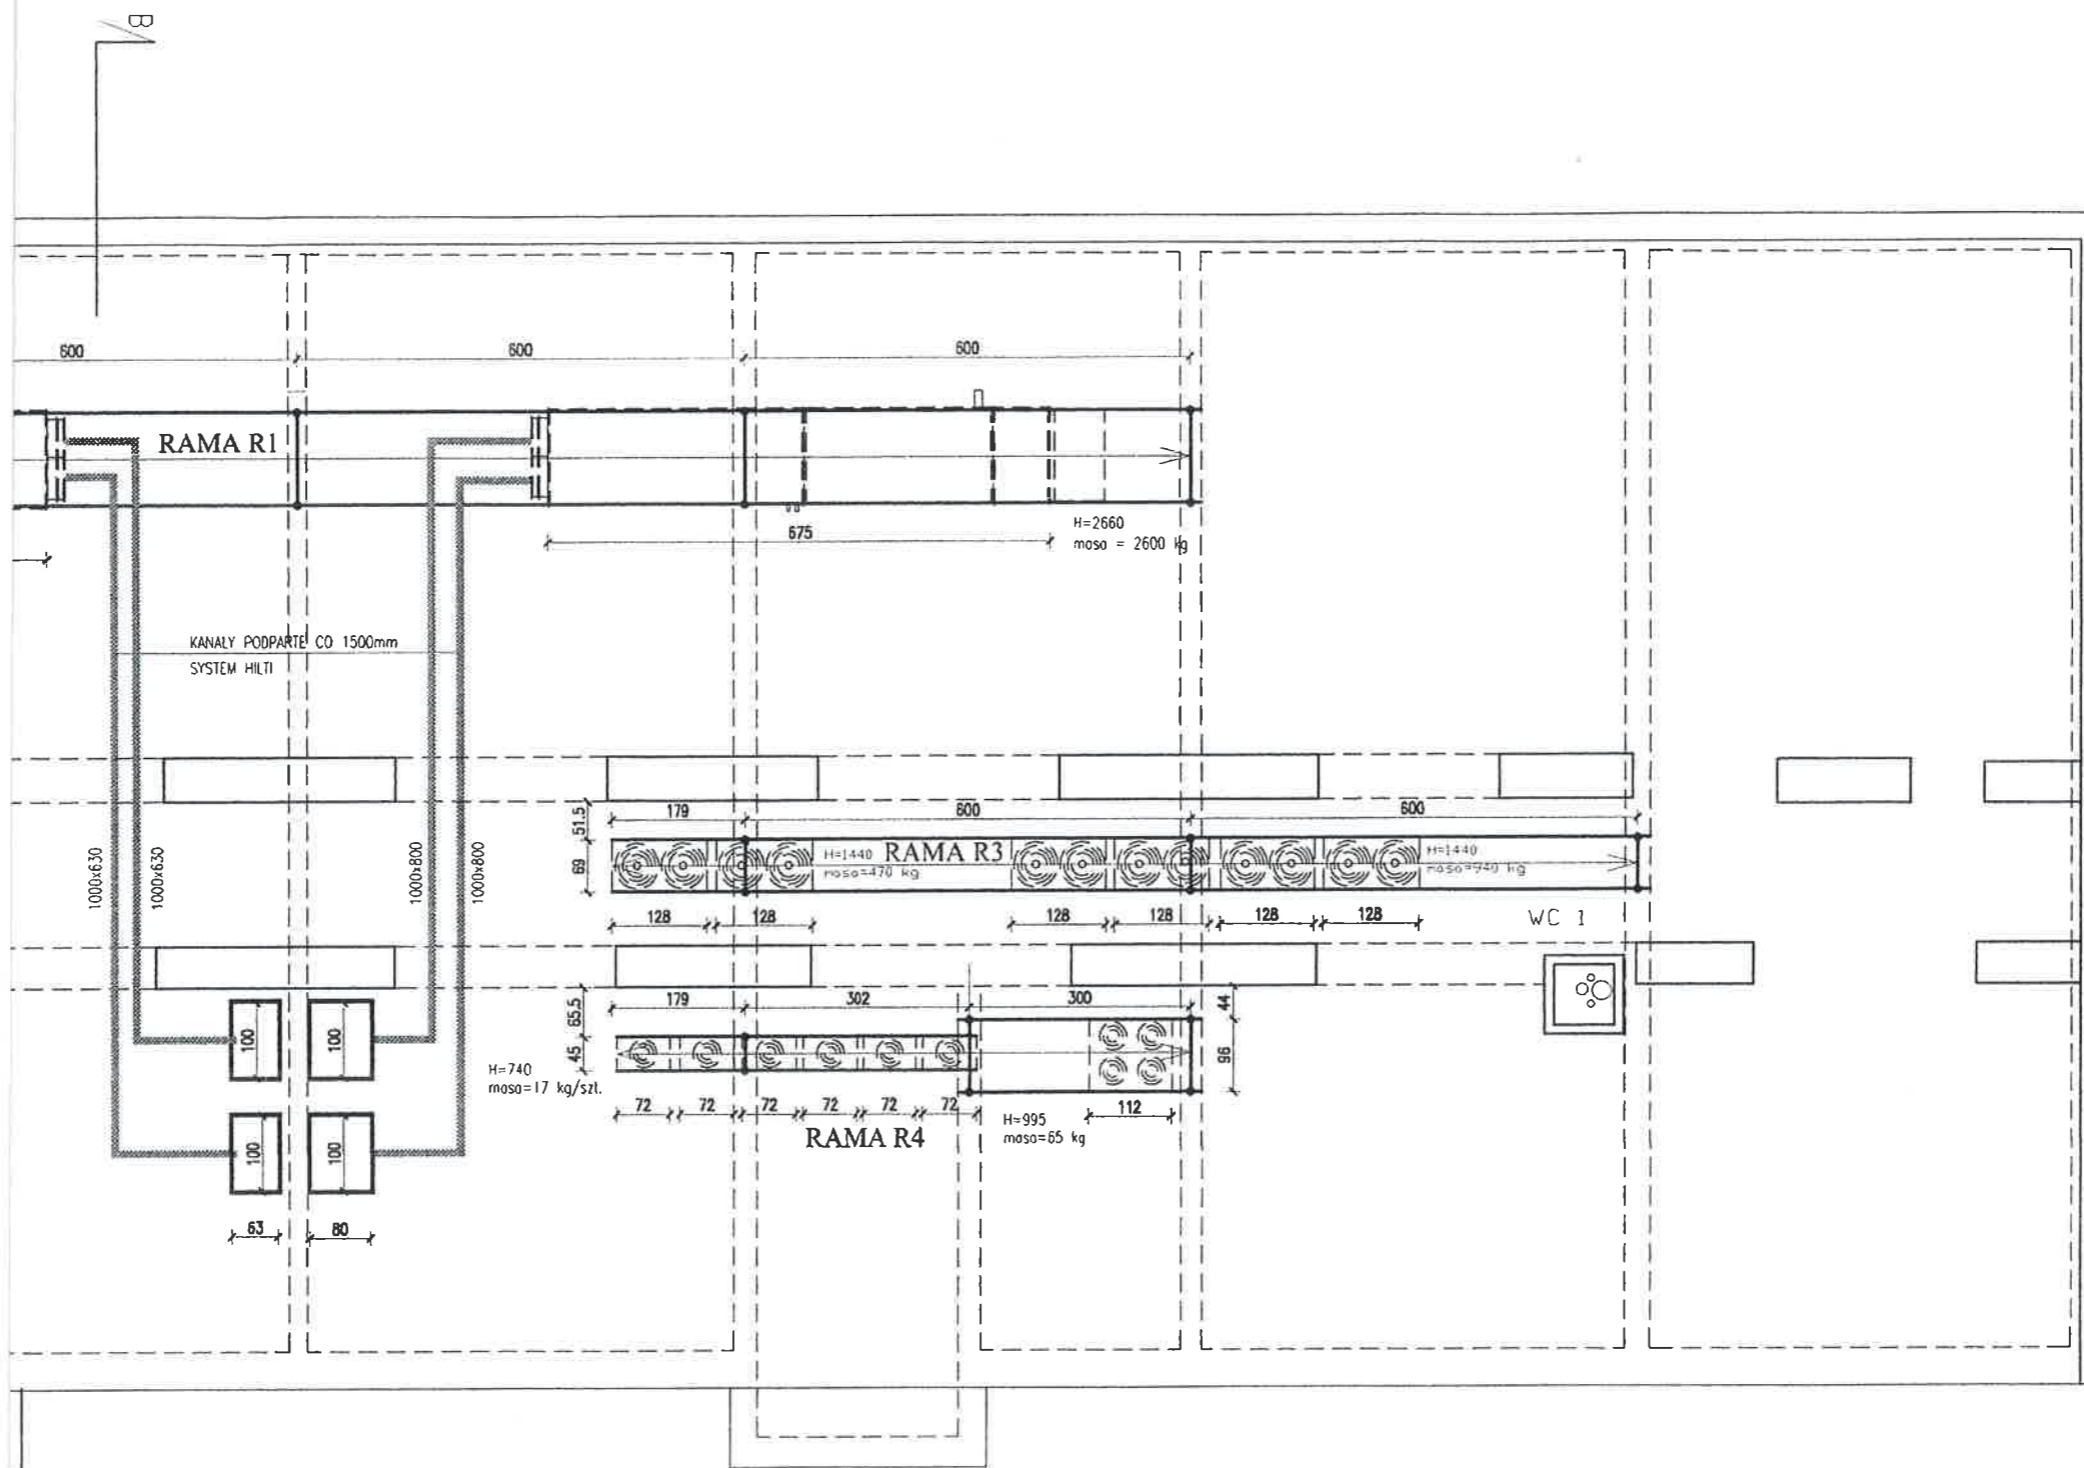 B
600
600
600
RAMA R1
675
H=2660
masa = 2600 kg
KANAŁY PODPARTE CO 1500mm
SYSTEM HILTI
1000x630
1000x630
1000x800
1000x800
179
600
600
51.5
69
H=1440
masa=470 kg
RAMA R3
H=1440
masa=940 kg
128
128
128
128
128
128
WC 1
179
302
300
65.5
45
44
96
H=740
masa=17 kg/szt.
72
72
72
72
72
72
112
RAMA R4
H=995
masa=65 kg
100
100
100
100
63
80